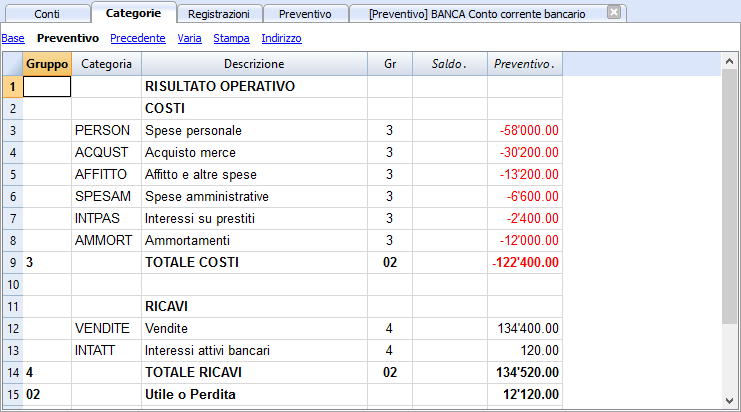 Conti Categorie Registrazioni Preventivo [Preventivo] BANCA Conto corrente bancario
Base Preventivo Precedente Varia Stampa Indirizzo
Gruppo Categoria Descrizione Gr Saldo. Preventivo.
1 RISULTATO OPERATIVO
2 COSTI
3 PERSON Spese personale 3 -58'000.00
4 ACQUST Acquisto merce 3 -30'200.00
5 AFFITTO Affitto e altre spese 3 -13'200.00
6 SPESAM Spese amministrative 3 -6'600.00
7 INTPAS Interessi su prestiti 3 -2'400.00
8 AMMORT Ammortamenti 3 -12'000.00
9 3 TOTALE COSTI 02 -122'400.00
10
11 RICAVI
12 VENDITE Vendite 4 134'400.00
13 INTATT Interessi attivi bancari 4 120.00
14 4 TOTALE RICAVI 02 134'520.00
15 02 Utile o Perdita 12'120.00